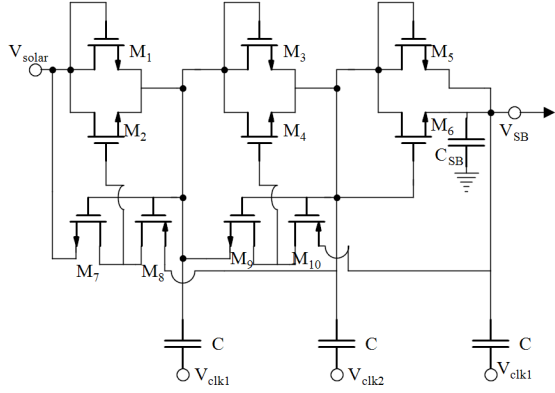 V_solar
M_1
M_3
M_5
M_2
M_4
M_6
V_SB
C_SB
M_7
M_8
M_9
M_10
C
C
C
V_clk1
V_clk2
V_clk1